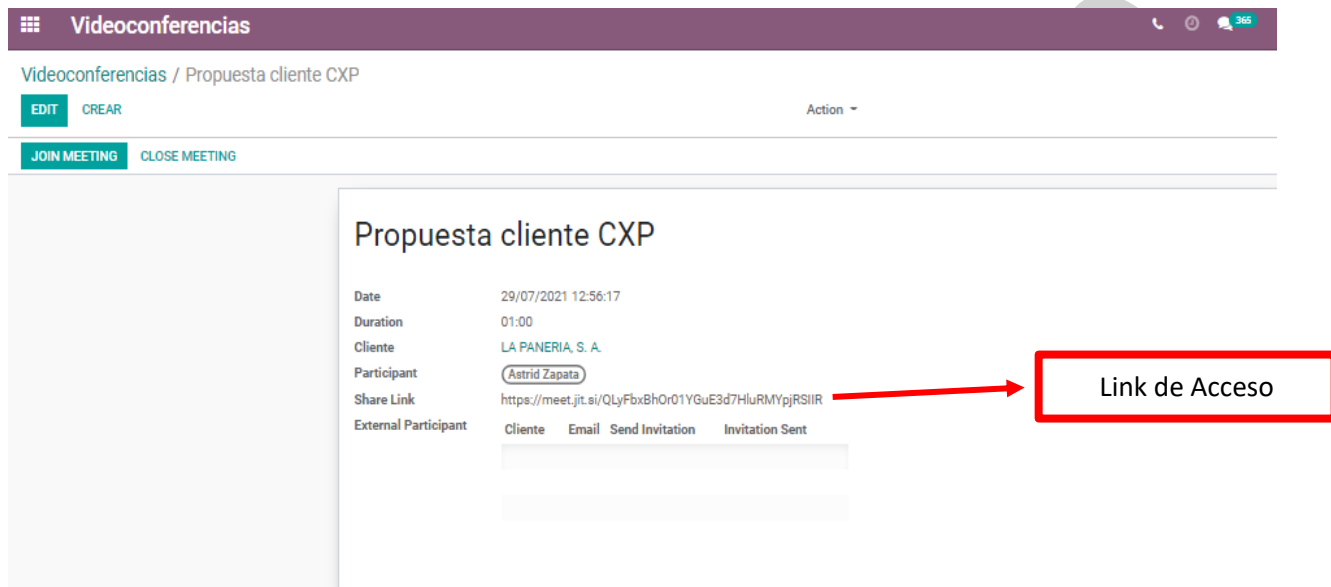 Videoconferencias
365
Videoconferencias / Propuesta cliente CXP
EDIT CREAR Action
JOIN MEETING CLOSE MEETING
Propuesta cliente CXP
Date 29/07/2021 12:56:17
Duration 01:00
Cliente LA PANERIA, S. A.
Participant Astrid Zapata
Share Link https://meet.jit.si/QLyFbxBhOr01YGuE3d7HluRMYpjRSIIR
Link de Acceso
External Participant Cliente Email Send Invitation Invitation Sent